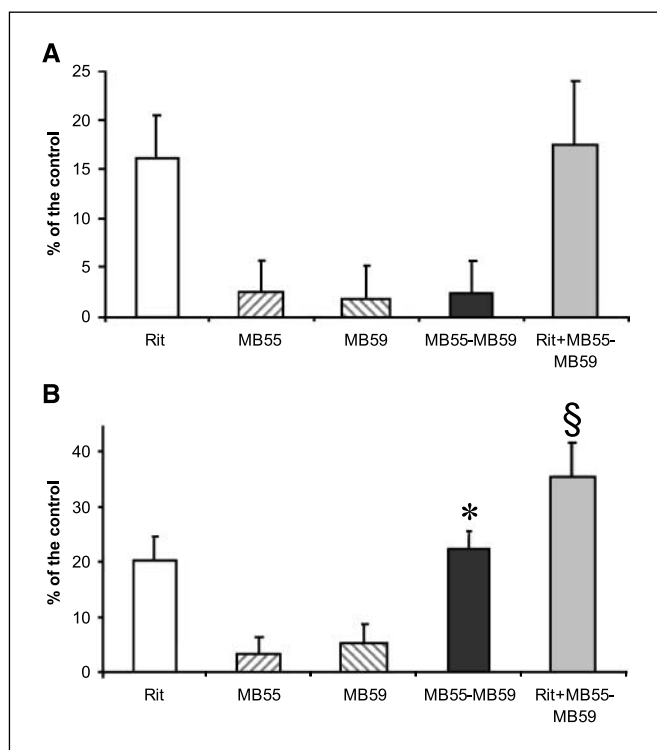 A
25
20
15
10
5
0
% of the control
Rit
MB55
MB59
MB55-MB59
Rit+MB55-
MB59
B
40
30
20
10
0
% of the control
*
§
Rit
MB55
MB59
MB55-MB59
Rit+MB55-
MB59